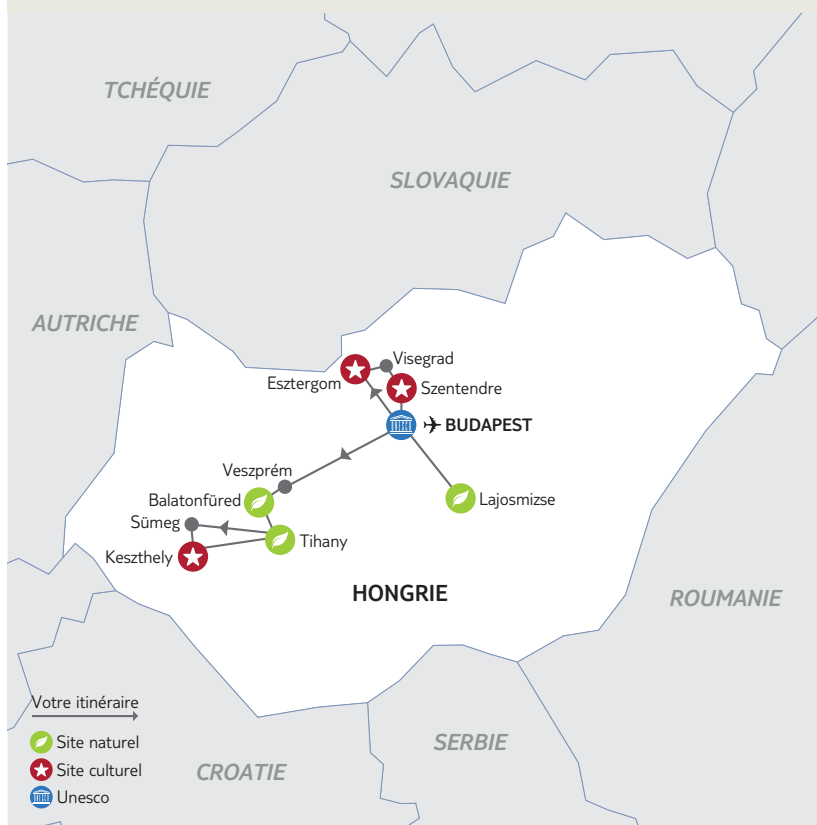 TCHÉQUIE
SLOVAQUIE
AUTRICHE
Visegrad
Esztergom
Szentendre
BUDAPEST
Veszprém
Balatonfüred
Lajosmizse
Sümeg
Tihany
Keszthely
HONGRIE
ROUMANIE
Votre itinéraire
Site naturel
SERBIE
Site culturel
CROATIE
Unesco